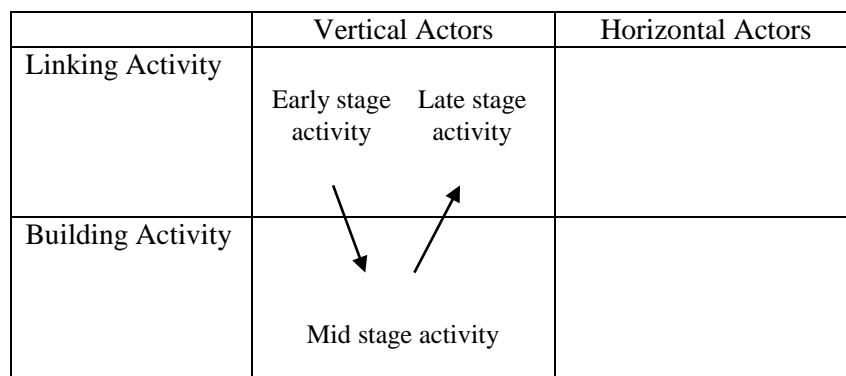 Vertical Actors Horizontal Actors
Linking Activity
Early stage Late stage
activity activity
Building Activity
Mid stage activity